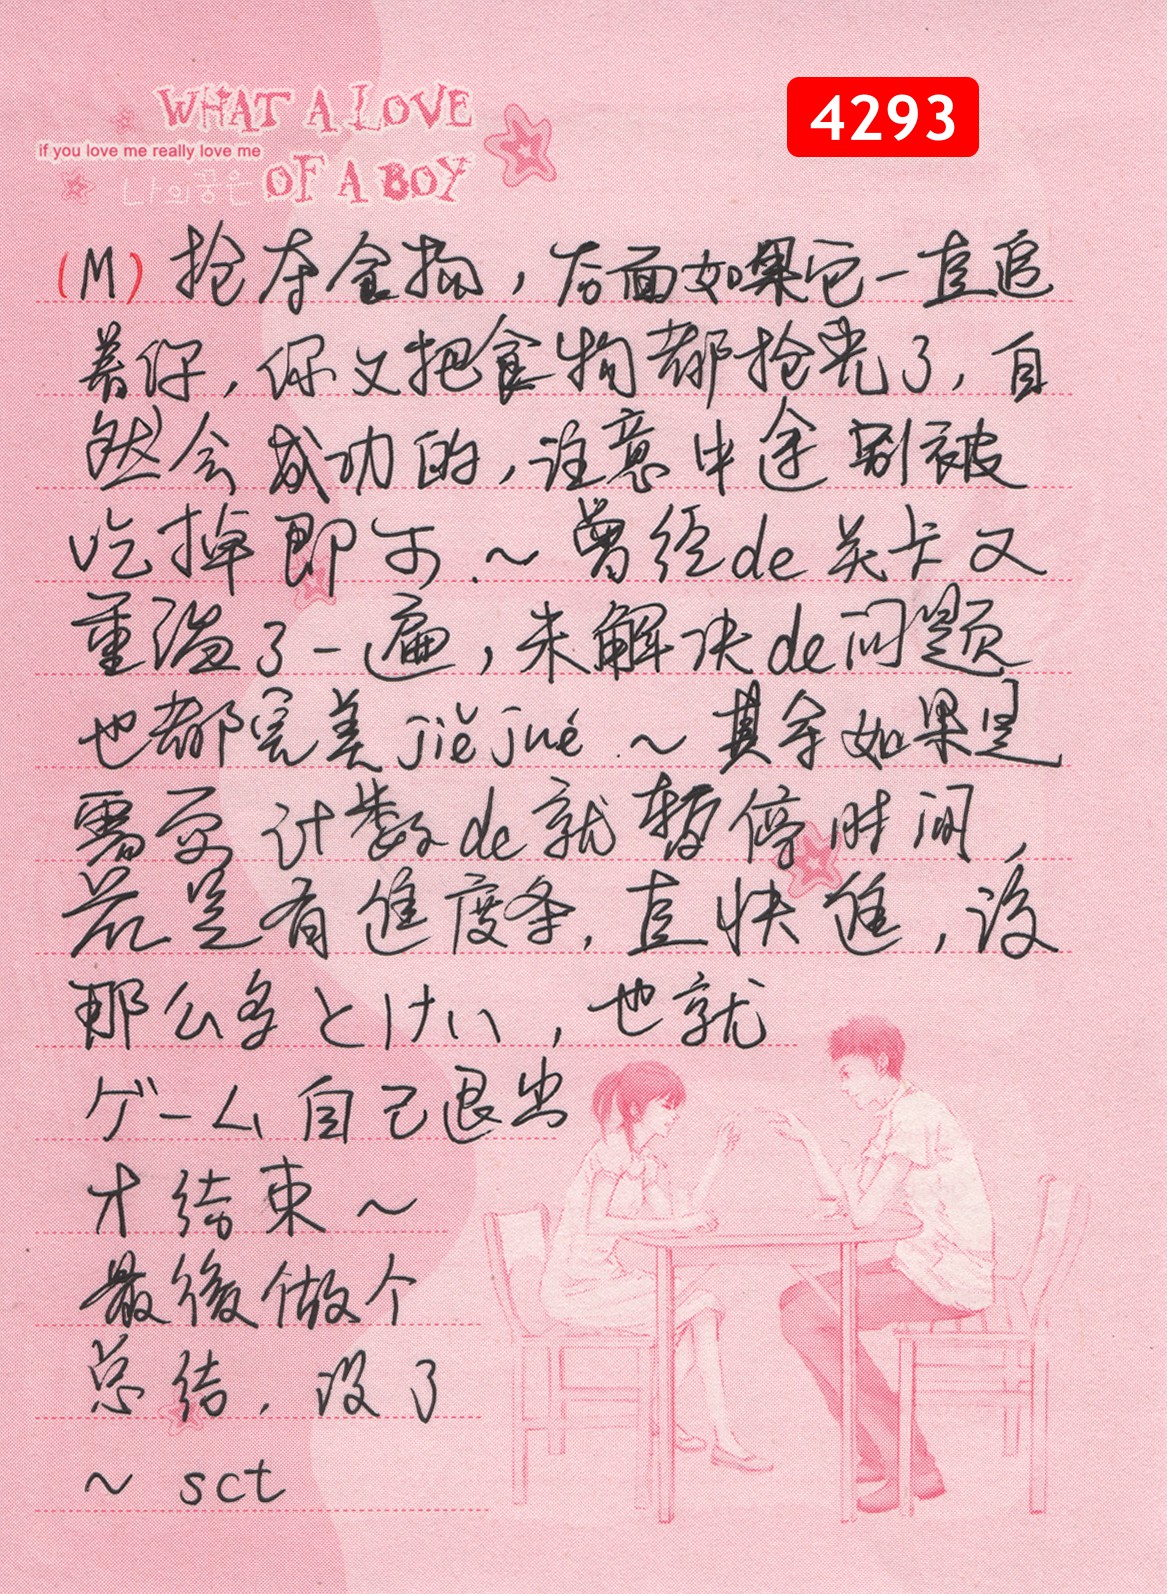 WHAT A LOVE
if you love me really love me
나의꿈은 OF A BOY
4293
(M) 抢夺食物，后面如果它一直追
着你，你又把食物都抢光了，自
然会成功的，注意中途别被
吃掉即可.～曾经de关卡又
重温了一遍，未解决de问题
也都完美jiějué.～其余如果是
需要计数de就暂停时间，
若是有進度条，直快進，没
那么多とけい，也就
ゲーム自己退出
才结束～
最後做个
总结，没了
～ sct